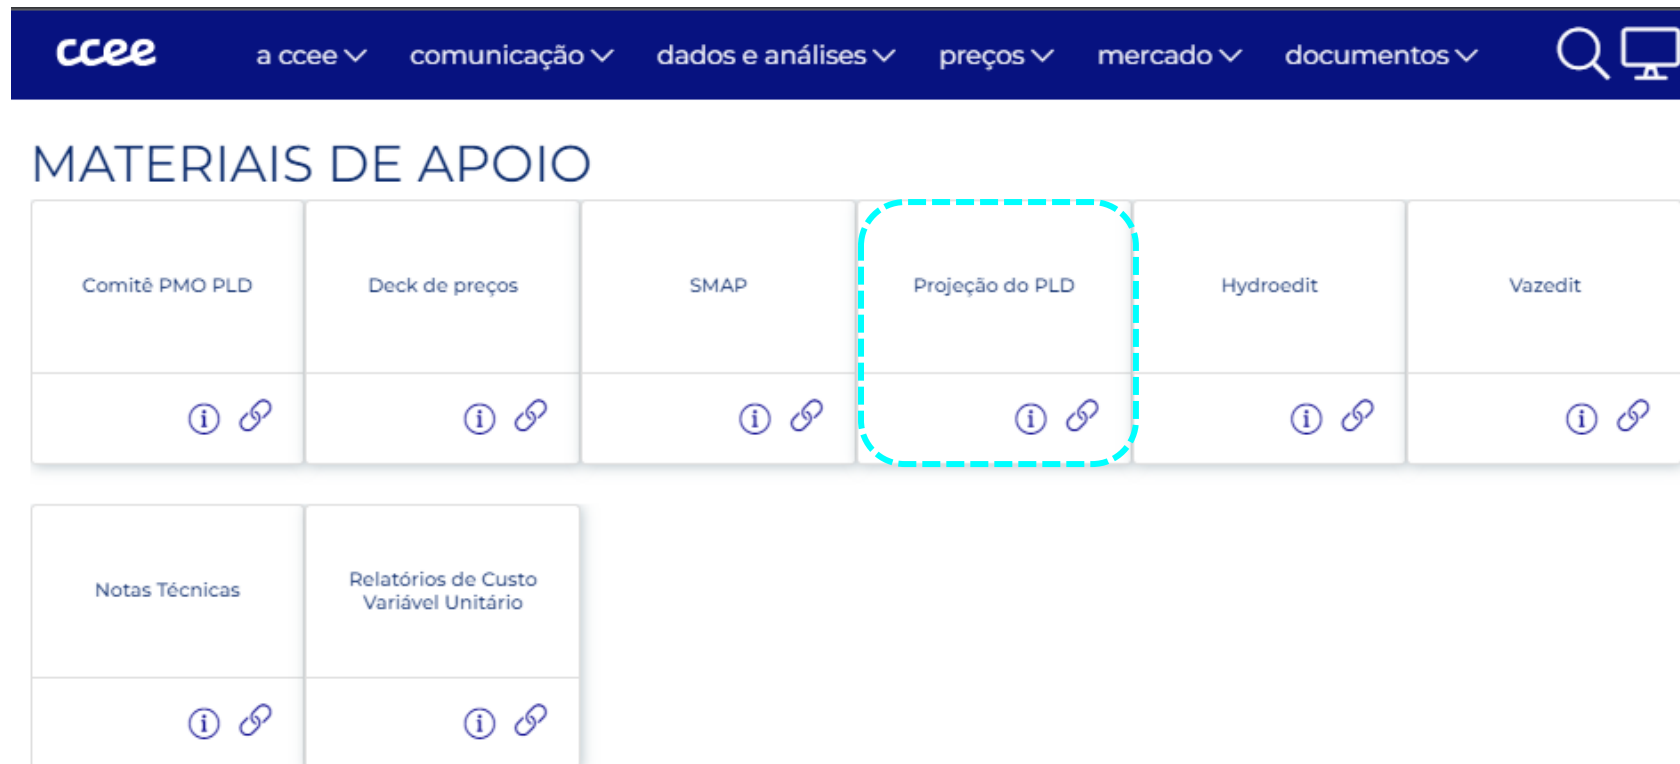 ccee
a ccee
comunicação
dados e análises
preços
mercado
documentos
MATERIAIS DE APOIO
Comitê PMO PLD
Deck de preços
SMAP
Projeção do PLD
Hydroedit
Vazedit
Notas Técnicas
Relatórios de Custo
Variável Unitário